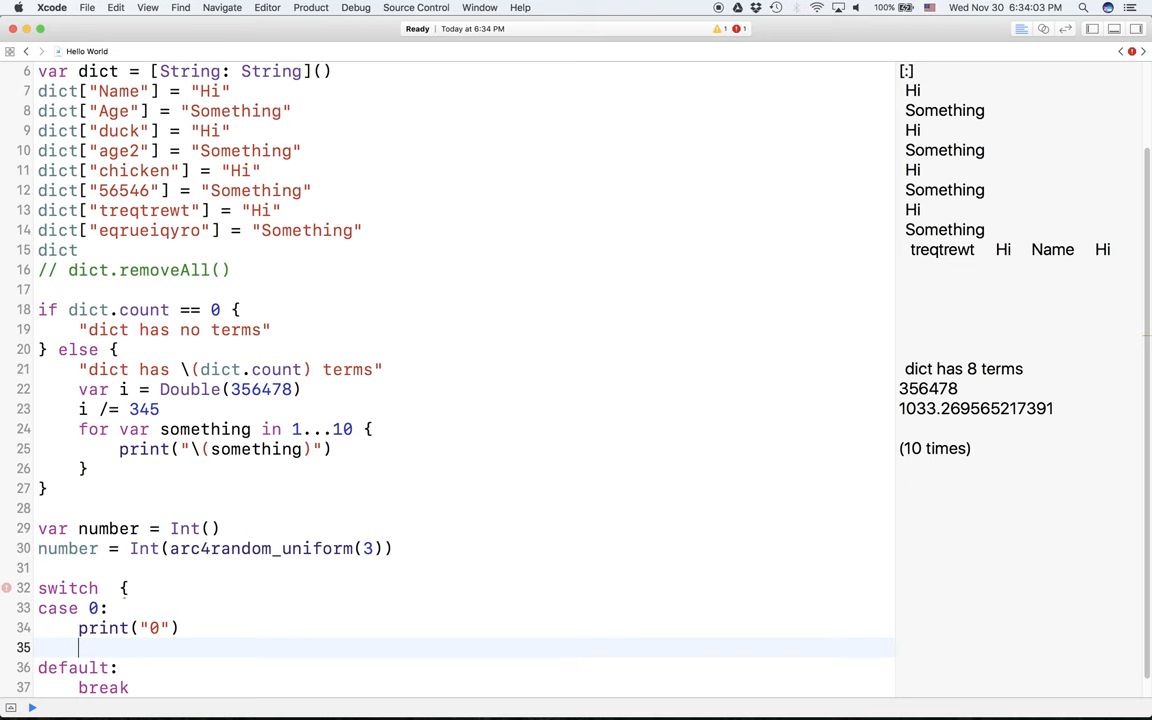 Xcode File Edit View Find Navigate Editor Product Debug Source Control Window Help 100% Wed Nov 30 6:34:03 PM
Ready Today at 6:34 PM 1 1
Hello World
6 var dict = [String: String]() [:]
7 dict["Name"] = "Hi" Hi
8 dict["Age"] = "Something" Something
9 dict["duck"] = "Hi" Hi
10 dict["age2"] = "Something" Something
11 dict["chicken"] = "Hi" Hi
12 dict["56546"] = "Something" Something
13 dict["treqtrewt"] = "Hi" Hi
14 dict["eqrueiqyro"] = "Something" Something
15 dict treqtrewt Hi Name Hi
16 // dict.removeAll()
17
18 if dict.count == 0 {
19 "dict has no terms"
20 } else {
21 "dict has \(dict.count) terms" dict has 8 terms
22 var i = Double(356478) 356478
23 i /= 345 1033.269565217391
24 for var something in 1...10 {
25 print("\(something)") (10 times)
26 }
27 }
28
29 var number = Int()
30 number = Int(arc4random_uniform(3))
31
32 switch {
33 case 0:
34 print("0")
35
36 default:
37 break